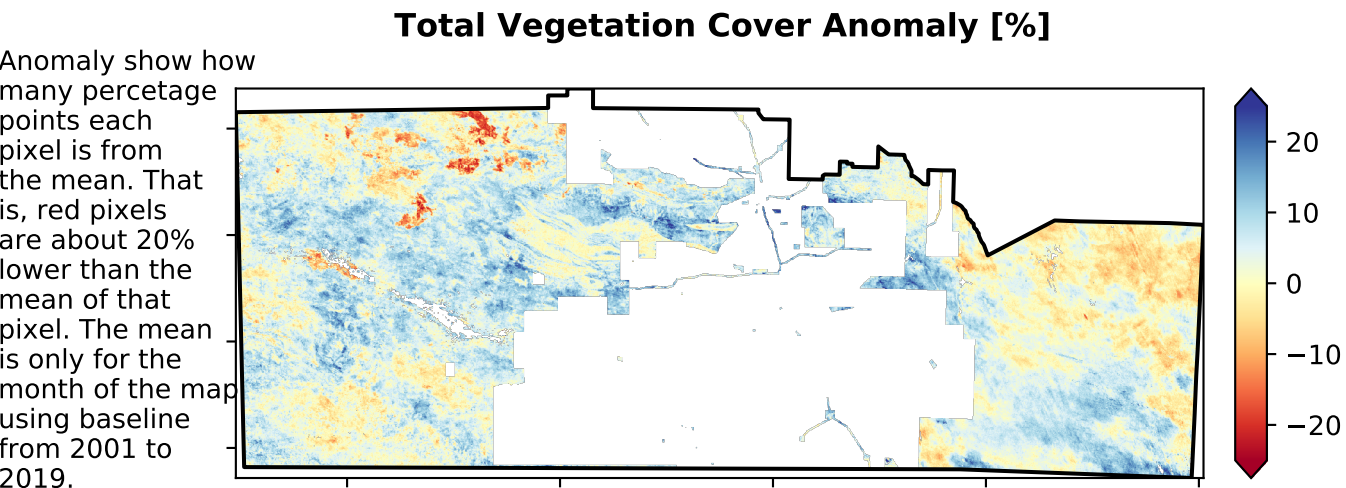 Total Vegetation Cover Anomaly [%]
Anomaly show how
many percetage
points each
pixel is from
the mean. That
is, red pixels
are about 20%
lower than the
mean of that
pixel. The mean
is only for the
month of the map
using baseline
from 2001 to
2019.
20
10
0
−10
−20